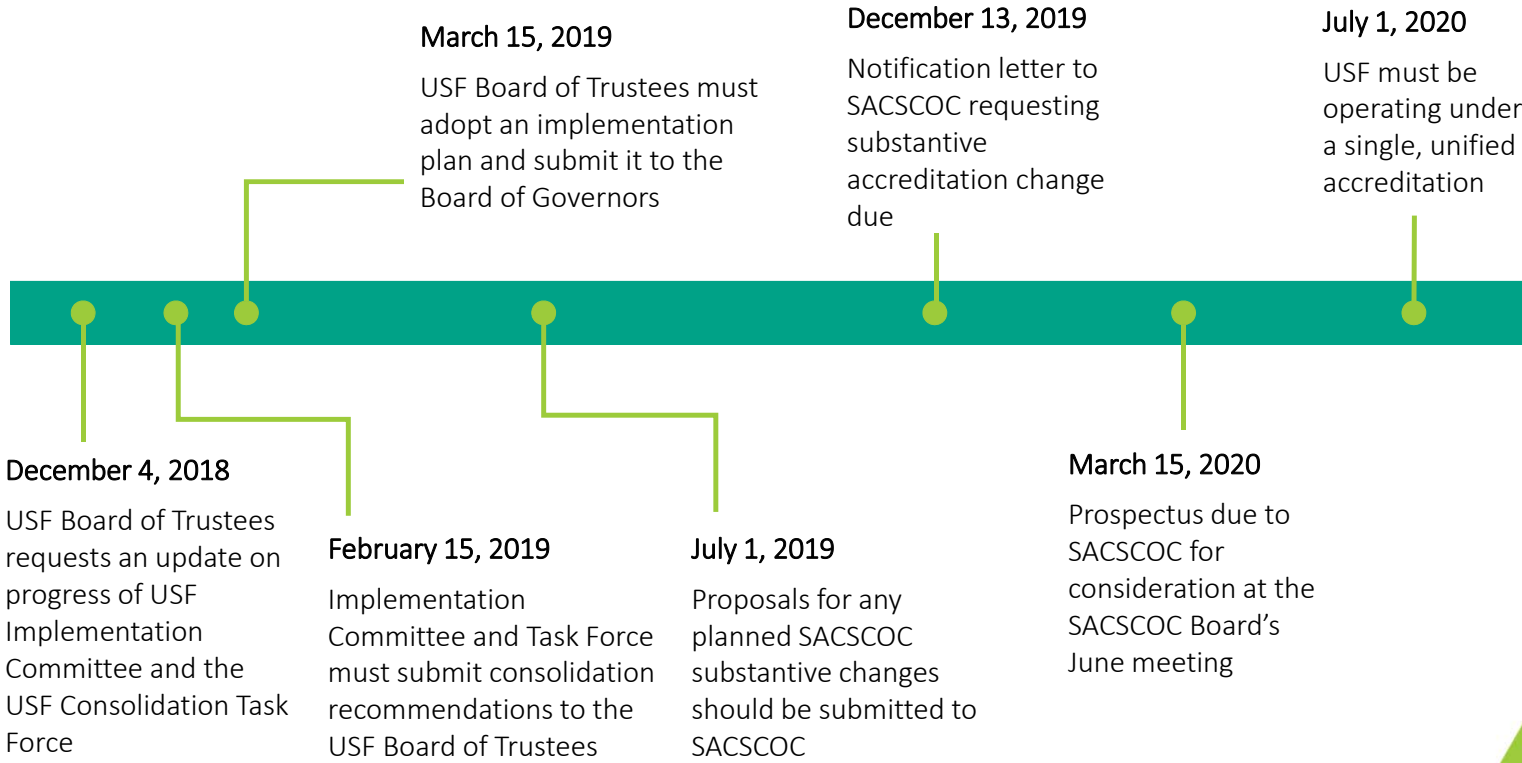 March 15, 2019
USF Board of Trustees must
adopt an implementation
plan and submit it to the
Board of Governors
December 13, 2019
Notification letter to
SACSCOC requesting
substantive
accreditation change
due
July 1, 2020
USF must be
operating under
a single, unified
accreditation
December 4, 2018
USF Board of Trustees
requests an update on
progress of USF
Implementation
Committee and the
USF Consolidation Task
Force
February 15, 2019
Implementation
Committee and Task Force
must submit consolidation
recommendations to the
USF Board of Trustees
July 1, 2019
Proposals for any
planned SACSCOC
substantive changes
should be submitted to
SACSCOC
March 15, 2020
Prospectus due to
SACSCOC for
consideration at the
SACSCOC Board’s
June meeting